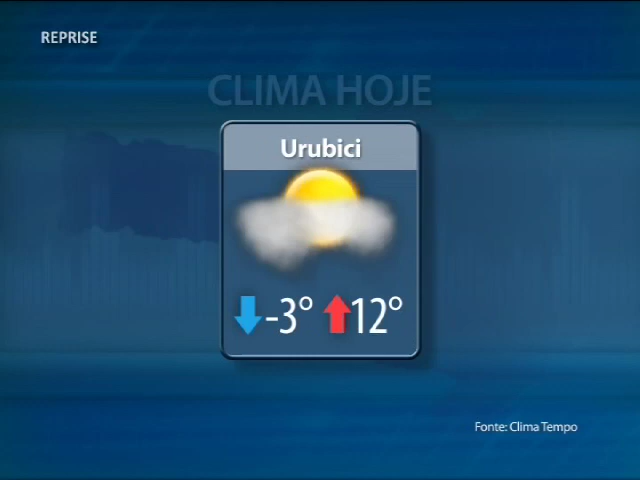 REPRISE
CLIMA HOJE
Urubici
-3° 12°
Fonte: Clima Tempo